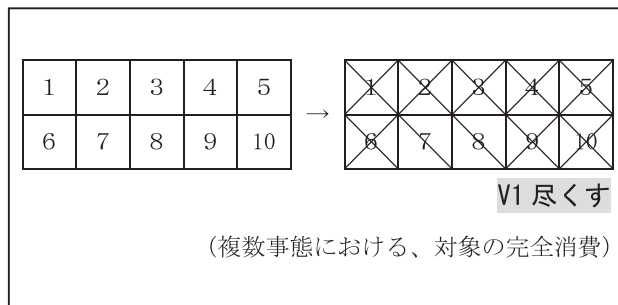 1 2 3 4 5 → 1 2 3 4 5
6 7 8 9 10 6 7 8 9 10
V1 尽くす
（複数事態における、対象の完全消費）